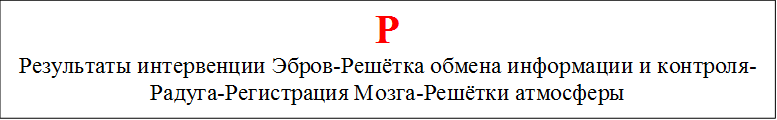 Р
Результаты интервенции Эбров-Решётка обмена информации и контроля-
Радуга-Регистрация Мозга-Решётки атмосферы